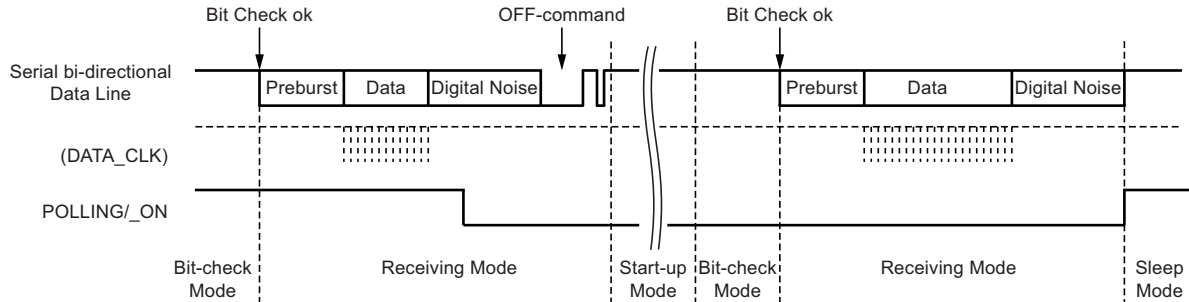 Bit Check ok
OFF-command
Bit Check ok
Serial bi-directional
Data Line
Preburst
Data
Digital Noise
Preburst
Data
Digital Noise
(DATA_CLK)
POLLING/_ON
Bit-check
Mode
Receiving Mode
Start-up
Mode
Bit-check
Mode
Receiving Mode
Sleep
Mode